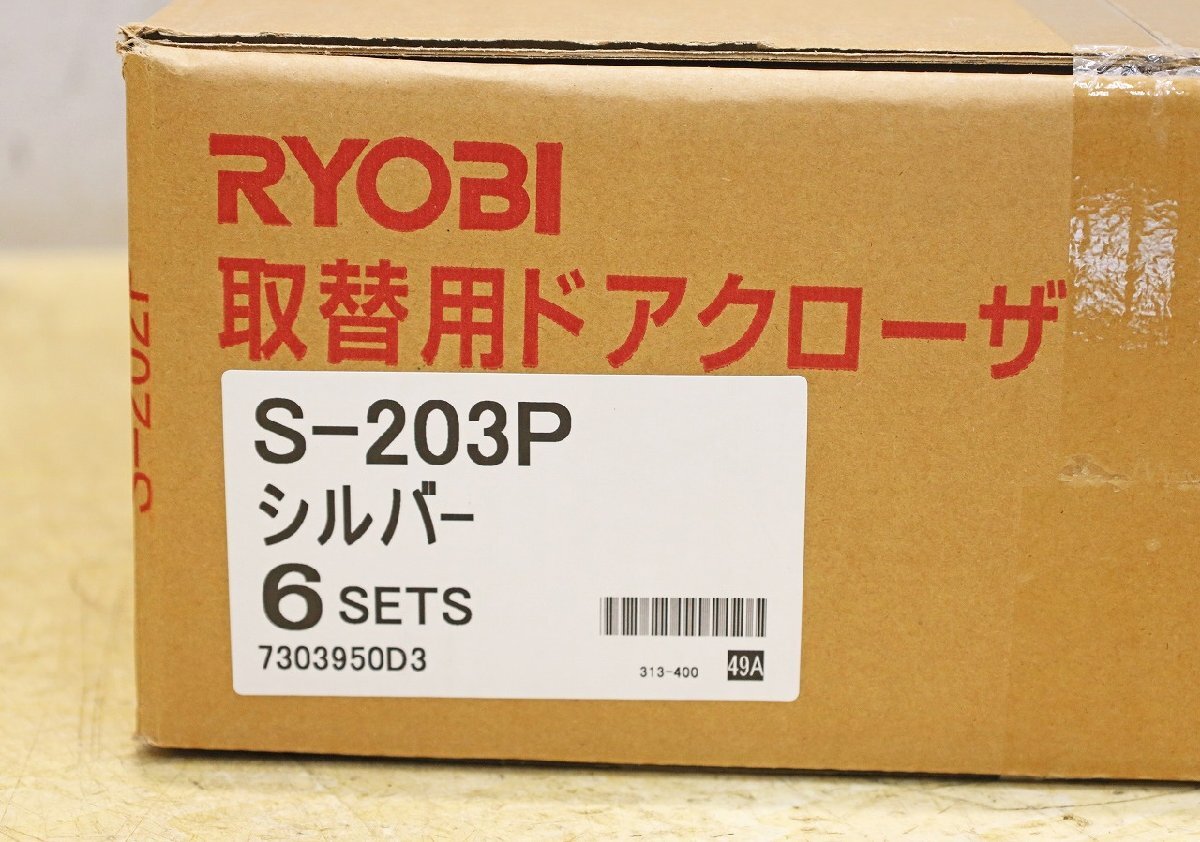 RYOBI
取替用ドアクローザ
S-203P
シルバー
6 SETS
7303950D3
313-400
49A
S-202P